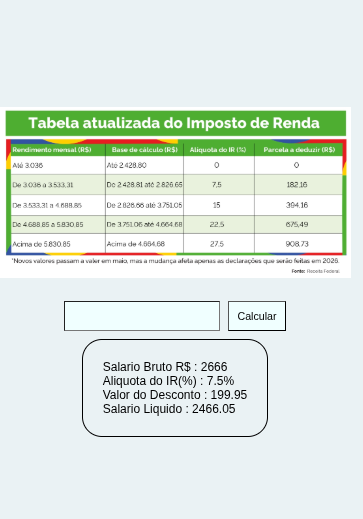 Tabela atualizada do Imposto de Renda
Rendimento mensal (R$) Base de cálculo (R$) Alíquota do IR (%) Parcela a deduzir (R$)
Até 3.036 Até 2.428.80 0 0
De 3.036 a 3.533,31 De 2.428.81 até 2.826.65 7,5 182,16
De 3.533,31 a 4.688,85 De 2.826.66 até 3.751.05 15 394,16
De 4.688,85 a 5.830,85 De 3.751.06 até 4.664,68 22,5 675,49
Acima de 5.830,85 Acima de 4.664,68 27,5 908,73
*Novos valores passam a valer em maio, mas a mudança afeta apenas as declarações que serão feitas em 2026.
Fonte: Receita Federal
Calcular
Salario Bruto R$ : 2666
Aliquota do IR(%) : 7.5%
Valor do Desconto : 199.95
Salario Liquido : 2466.05